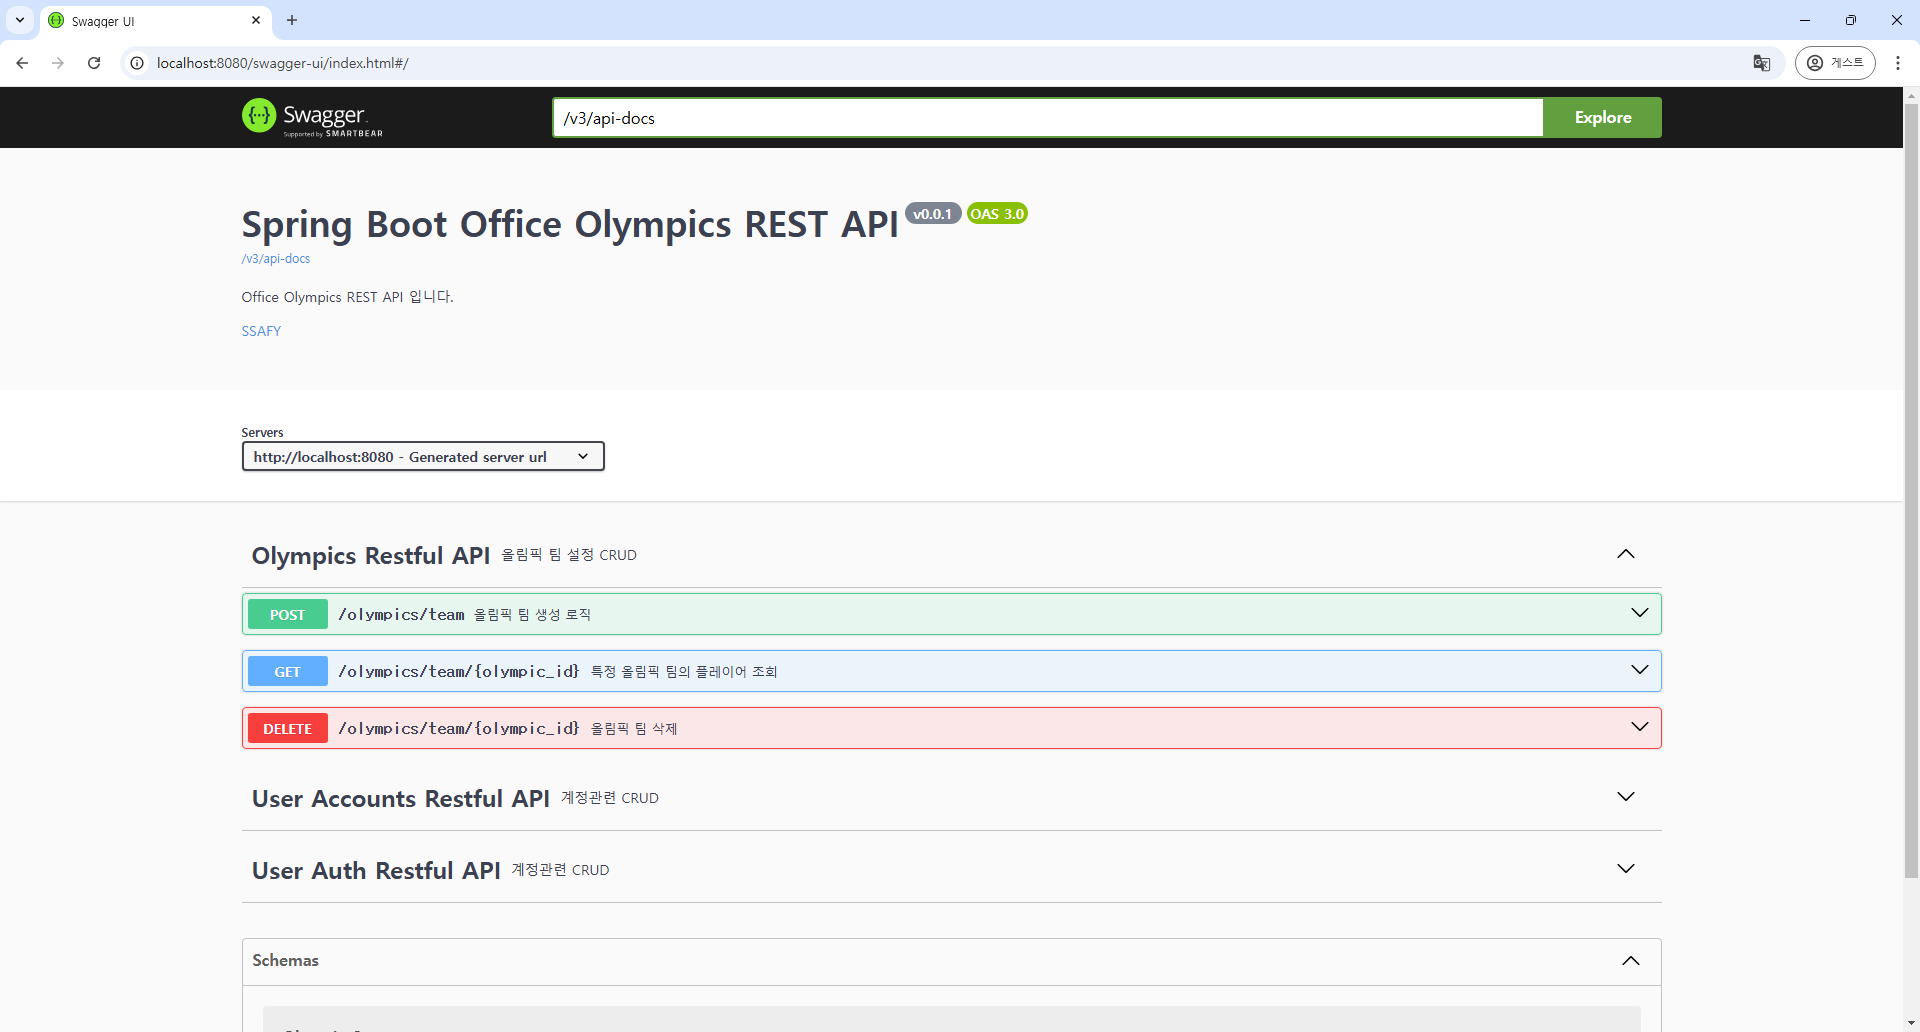 Swagger UI
localhost:8080/swagger-ui/index.html#/
게스트
Swagger
Supported by SMARTBEAR
/v3/api-docs
Explore
Spring Boot Office Olympics REST API v0.0.1 OAS 3.0
/v3/api-docs
Office Olympics REST API 입니다.
SSAFY
Servers
http://localhost:8080 - Generated server url
Olympics Restful API 올림픽 팀 설정 CRUD
POST /olympics/team 올림픽 팀 생성 로직
GET /olympics/team/{olympic_id} 특정 올림픽 팀의 플레이어 조회
DELETE /olympics/team/{olympic_id} 올림픽 팀 삭제
User Accounts Restful API 계정관련 CRUD
User Auth Restful API 계정관련 CRUD
Schemas